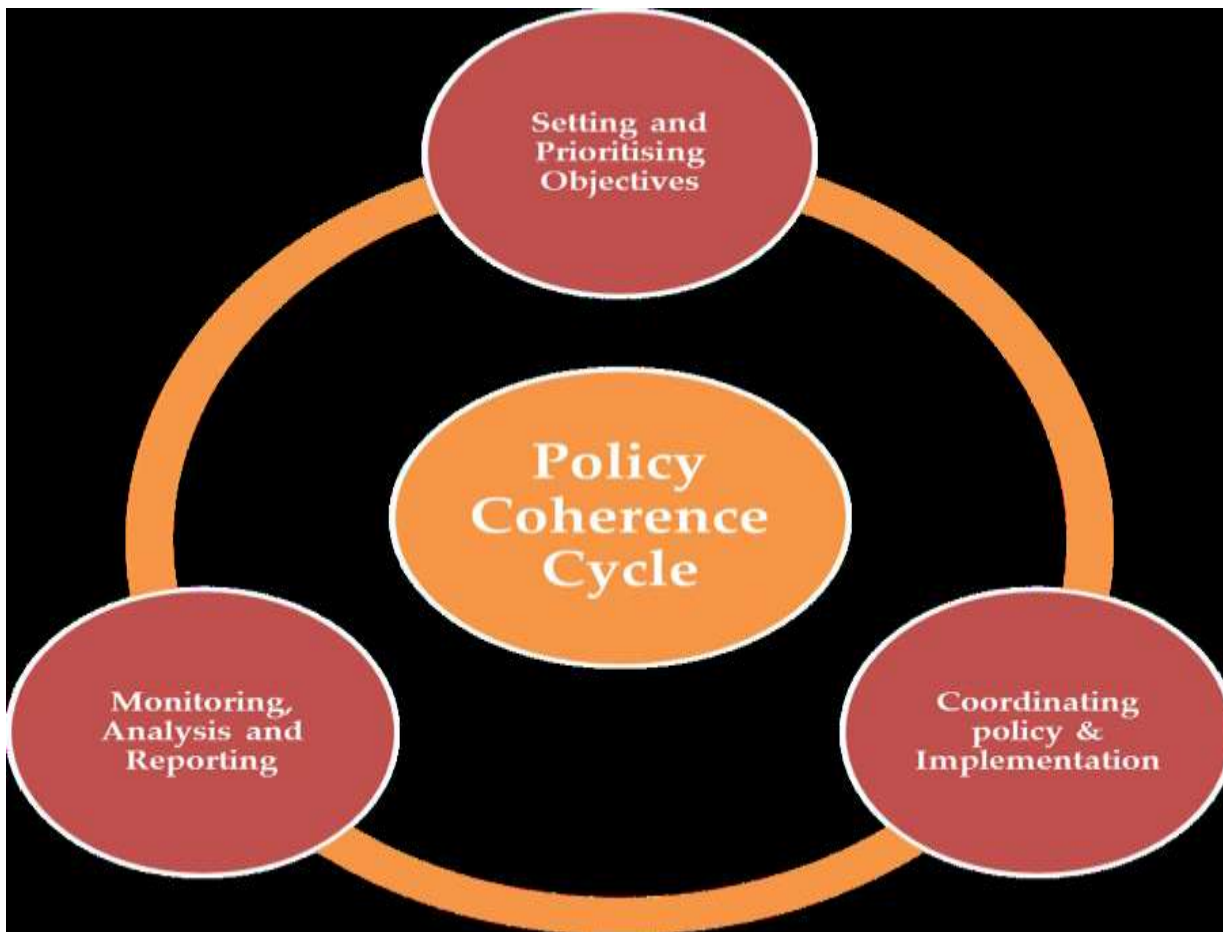 Setting and
Prioritising
Objectives
Policy
Coherence
Cycle
Monitoring,
Analysis and
Reporting
Coordinating
policy &
Implementation